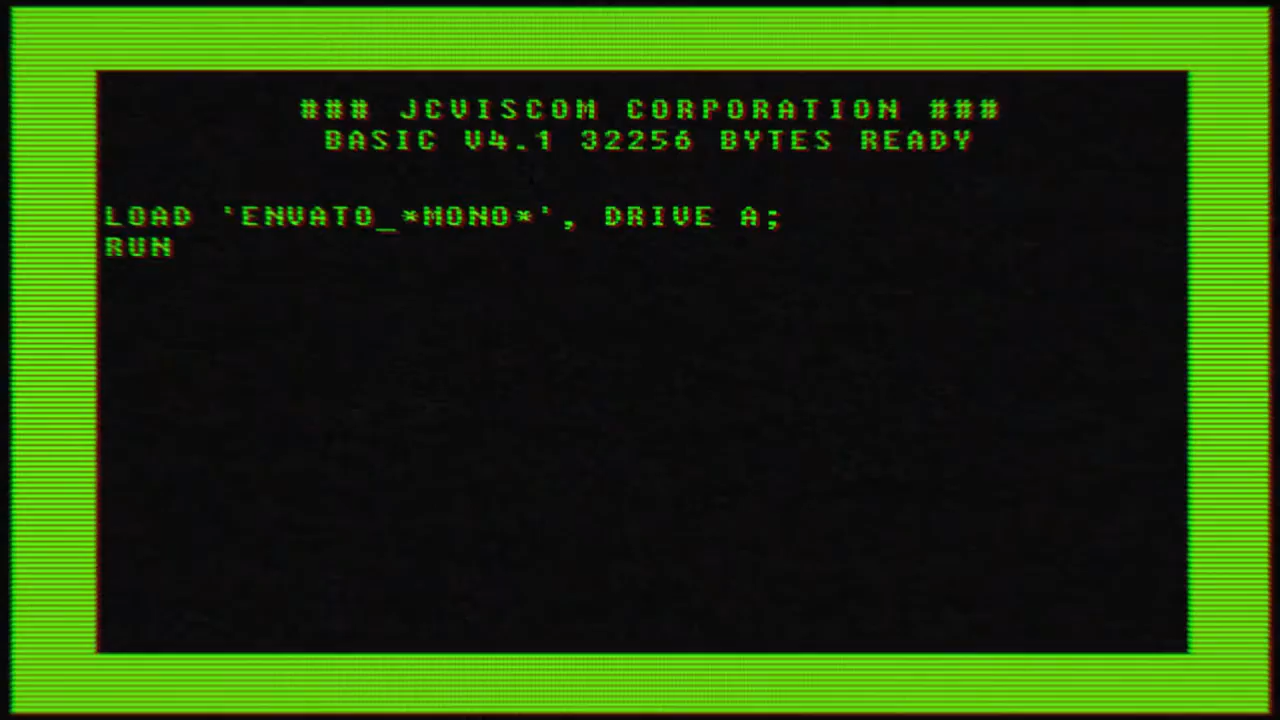 ### JCVISCOM CORPORATION ###
BASIC V4.1 32256 BYTES READY
LOAD 'ENVATO_*MONO*', DRIVE A;
RUN